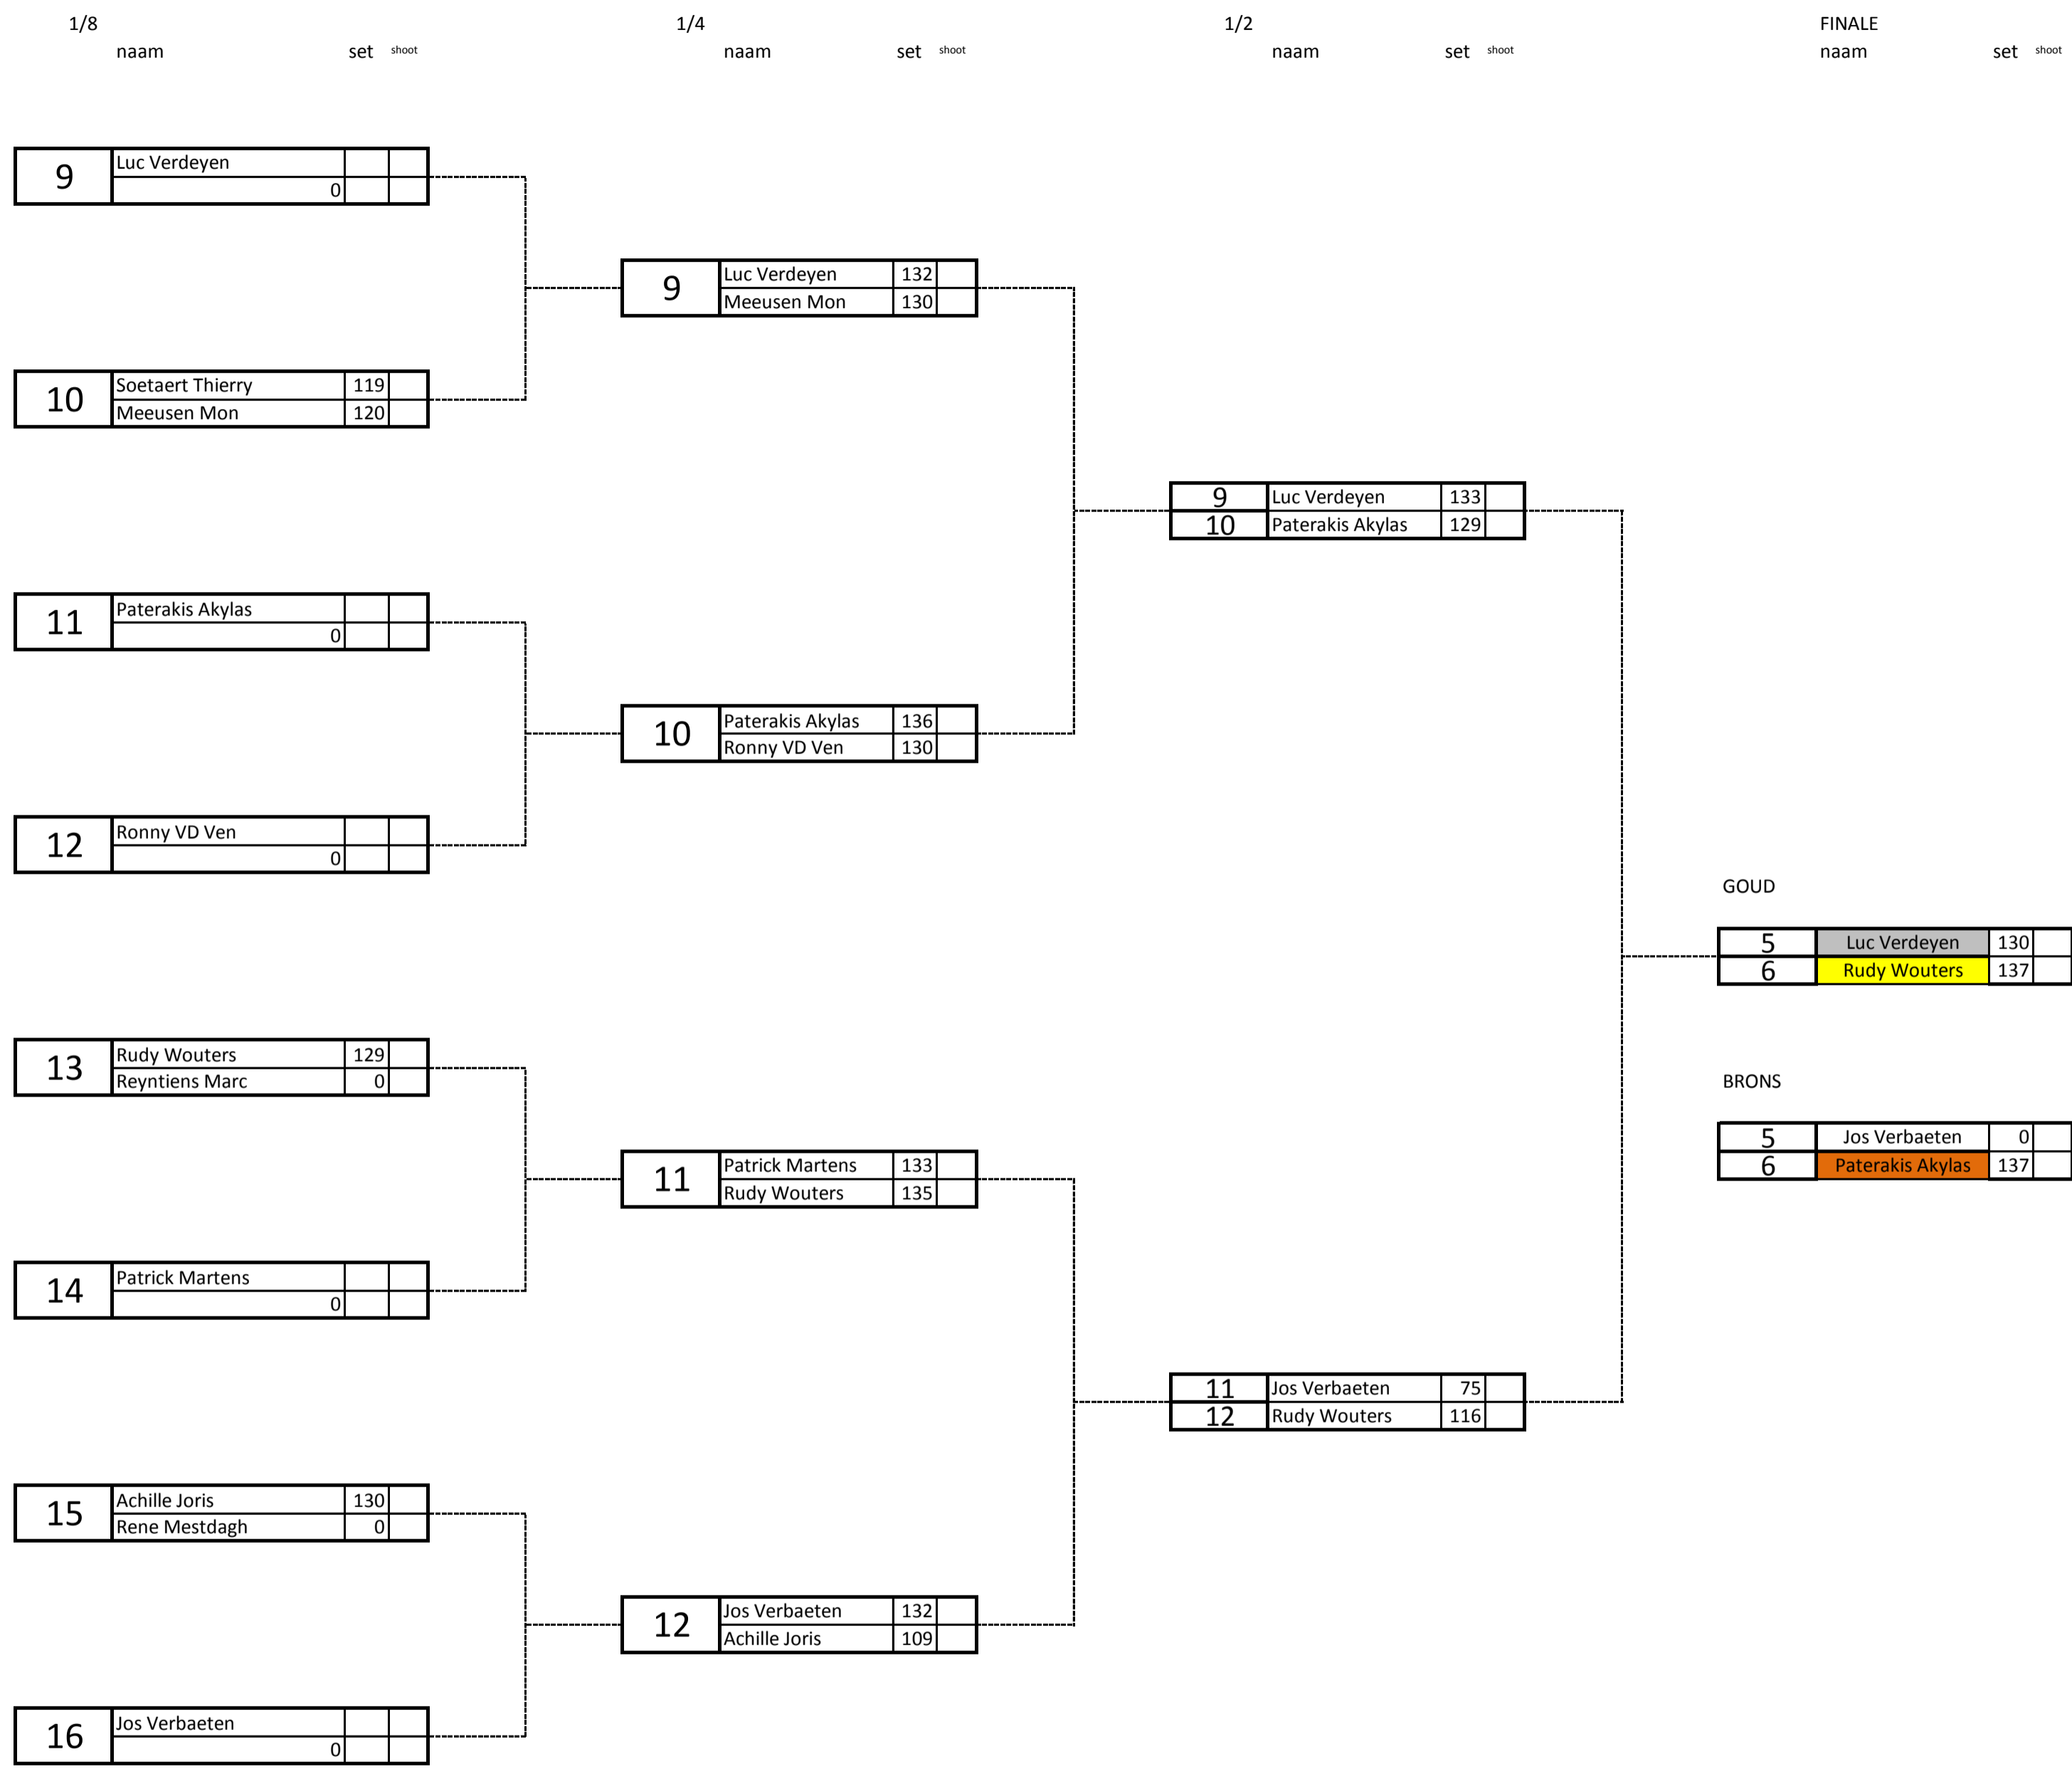 1/8 1/4 1/2 FINALE
naam set shoot naam set shoot naam set shoot naam set shoot
9 Luc Verdeyen
0
9 Luc Verdeyen 132
Meeusen Mon 130
10 Soetaert Thierry 119
Meeusen Mon 120
9 Luc Verdeyen 133
10 Paterakis Akylas 129
11 Paterakis Akylas
0
10 Paterakis Akylas 136
Ronny VD Ven 130
12 Ronny VD Ven
0
GOUD
5 Luc Verdeyen 130
6 Rudy Wouters 137
13 Rudy Wouters 129
Reyntiens Marc 0
BRONS
5 Jos Verbaeten 0
6 Paterakis Akylas 137
11 Patrick Martens 133
Rudy Wouters 135
14 Patrick Martens
0
11 Jos Verbaeten 75
12 Rudy Wouters 116
15 Achille Joris 130
Rene Mestdagh 0
12 Jos Verbaeten 132
Achille Joris 109
16 Jos Verbaeten
0